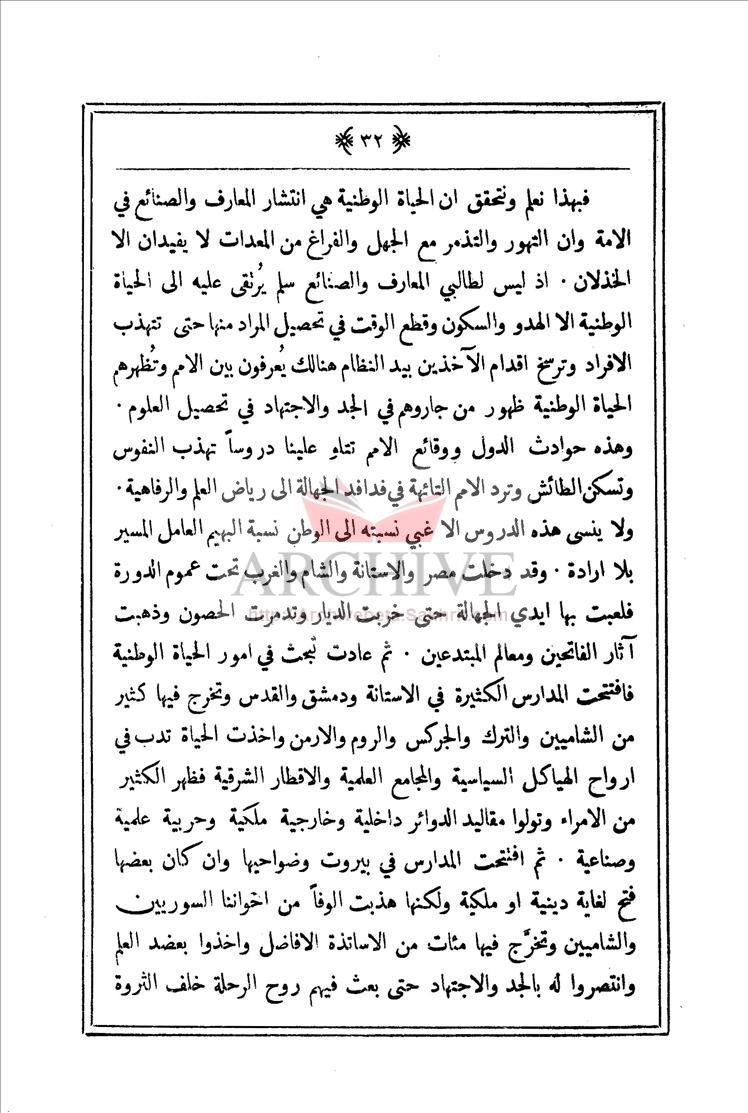 ﴿ ٣٢ ﴾
فبهذا نعلم ونتحقق ان الحياة الوطنية هي انتشار المعارف والصنائع في
الامة وان التهور والتذمر مع الجهل والفراغ من المعدات لا يفيدان الا
الخذلان ٠ اذ ليس لطالبي المعارف والصنائع سلم يُرتقى عليه الى الحياة
الوطنية الا الهدو والسكون وقطع الوقت في تحصيل المراد منها حتى تتهذب
الافراد وترسخ اقدام الآخذين بيد النظام هنالك يُعرفون بين الامم وتُظهرهم
الحياة الوطنية ظهور من جاروهم في الجد والاجتهاد في تحصيل العلوم ٠
وهذه حوادث الدول ووقائع الامم تتلو علينا دروساً تهذب النفوس
وتسكن الطائش وترد الامم التائهة في فدافد الجهالة الى رياض العلم والرفاهية ٠
ولا ينسى هذه الدروس الا غبي نسبته الى الوطن نسبة البهيم العامل المسير
بلا ارادة ٠ وقد دخلت مصر والاستانة والشام والغرب تحت عموم الدورة
فلعبت بها ايدي الجهالة حتى خربت الديار وتدمرت الحصون وذهبت
آثار الفاتحين ومعالم المبتدعين ٠ ثم عادت تبحث في امور الحياة الوطنية
فافتتحت المدارس الكثيرة في الاستانة ودمشق والقدس وتخرج فيها كثير
من الشاميين والترك والجركس والروم والارمن واخذت الحياة تدب في
ارواح الهياكل السياسية والمجامع العلمية والاقطار الشرقية فظهر الكثير
من الامراء وتولوا مقاليد الدوائر داخلية وخارجية ملكية وحربية علمية
وصناعية ٠ ثم افتتحت المدارس في بيروت وضواحيها وان كان بعضها
فتح لغاية دينية او ملكية ولكنها هذبت الوفاً من اخواننا السوريين
والشاميين وتخرَّج فيها مئات من الاساتذة الافاضل واخذوا بعضد العلم
وانتصروا له بالجد والاجتهاد حتى بعث فيهم روح الرحلة خلف الثروة
ARCHIVE